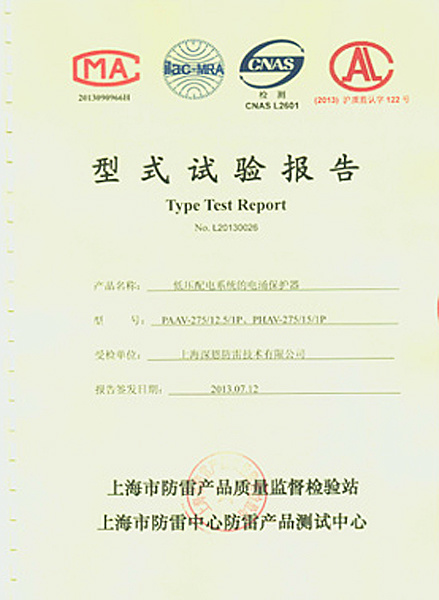 CMA
ilac-MRA
CNAS
CAL
2013090966H
检 测
CNAS L2601
(2013) 沪质监认字 122 号
型式试验报告
Type Test Report
No. L20130026
产品名称: 低压配电系统的电涌保护器
型 号: PAAV-275/12.5/1P、PHAV-275/15/1P
受检单位: 上海深恩防雷技术有限公司
报告签发日期: 2013.07.12
上海市防雷产品质量监督检验站
上海市防雷中心防雷产品测试中心